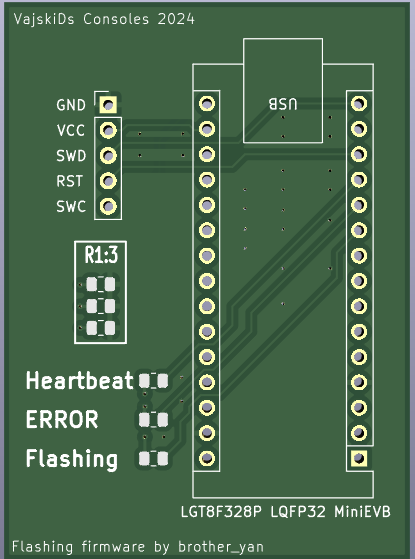 VajskiDs Consoles 2024
USB
GND
VCC
SWD
RST
SWC
R1:3
Heartbeat
ERROR
Flashing
LGT8F328P LQFP32 MiniEVB
Flashing firmware by brother_yan